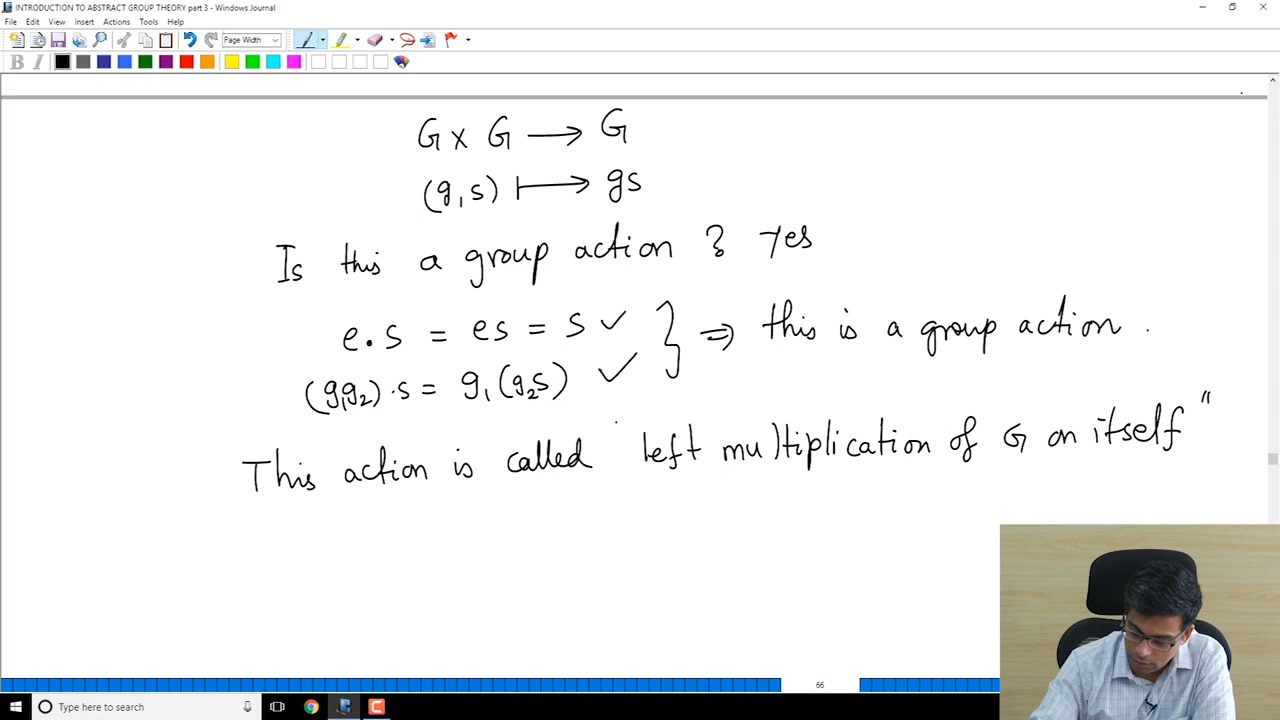 INTRODUCTION TO ABSTRACT GROUP THEORY part 3 - Windows Journal
File Edit View Insert Actions Tools Help
Page Width
B I
G x G ⟶ G
(g,s) ⟼ gs
Is this a group action ? Yes
e.s = es = s ✓ } ⇒ this is a group action .
(g₁g₂).s = g₁(g₂s) ✓
This action is called ' left multiplication of G on itself "
66
Type here to search